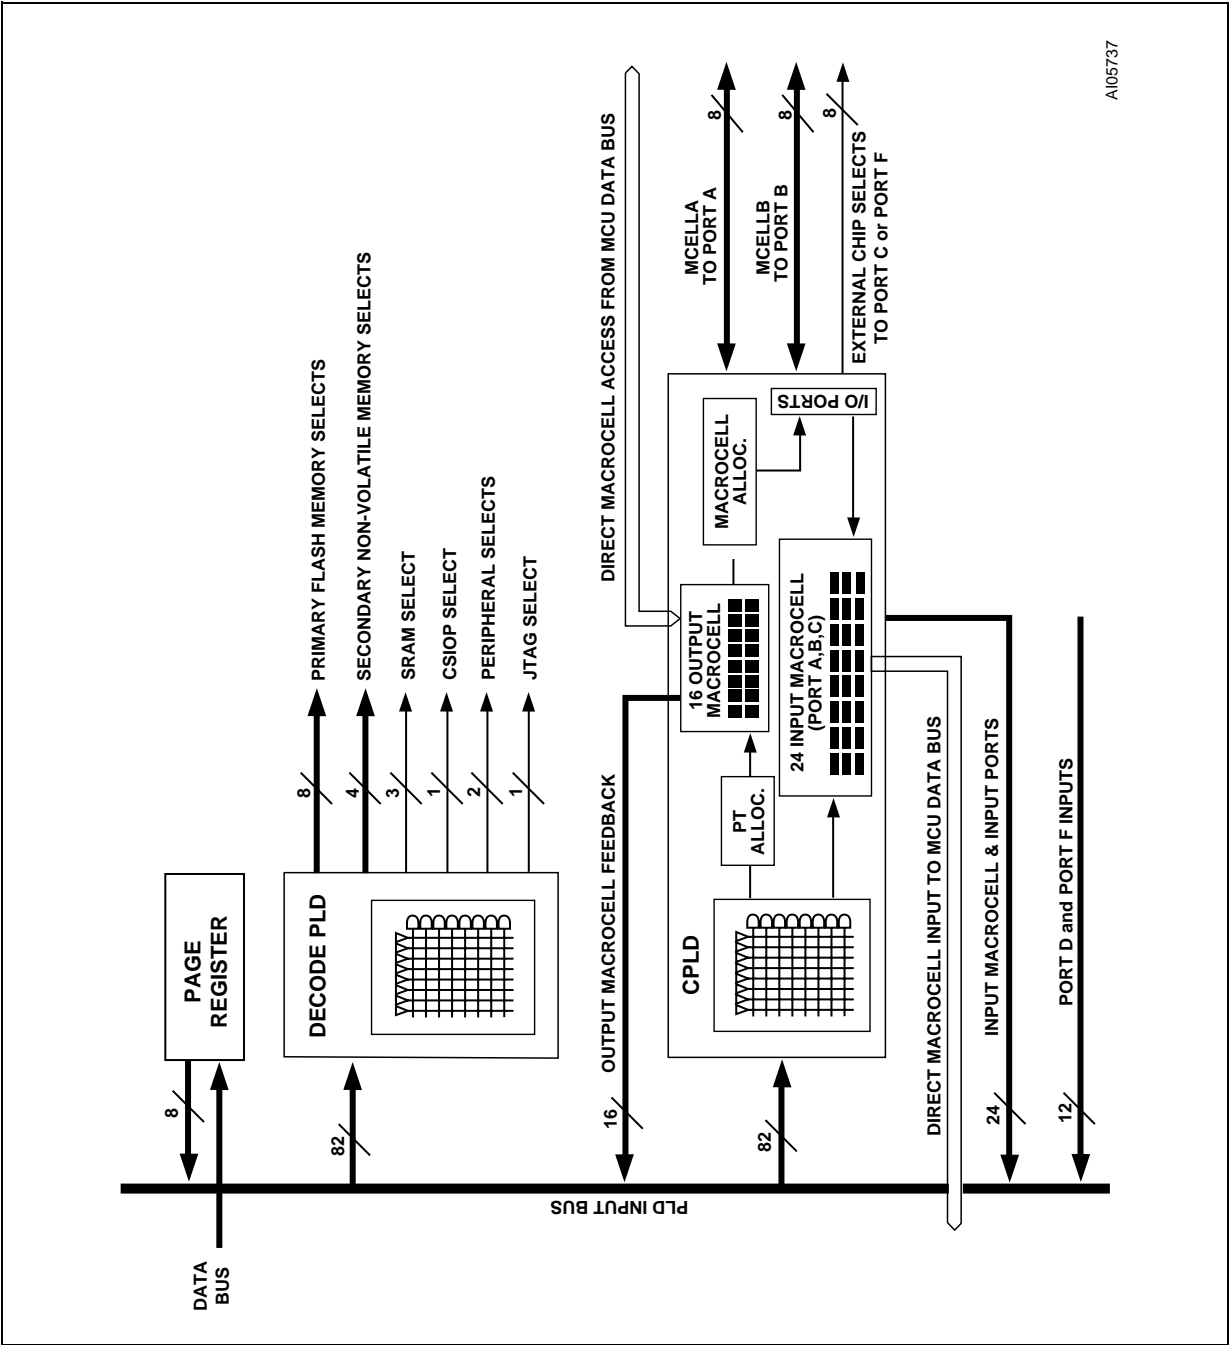 DATA
BUS
8
PAGE
REGISTER
PLD INPUT BUS
82
DECODE PLD
8
PRIMARY FLASH MEMORY SELECTS
4
SECONDARY NON-VOLATILE MEMORY SELECTS
3
SRAM SELECT
1
CSIOP SELECT
2
PERIPHERAL SELECTS
1
JTAG SELECT
16
OUTPUT MACROCELL FEEDBACK
DIRECT MACROCELL ACCESS FROM MCU DATA BUS
82
CPLD
PT
ALLOC.
16 OUTPUT
MACROCELL
MACROCELL
ALLOC.
I/O PORTS
24 INPUT MACROCELL
(PORT A,B,C)
MCELLA
TO PORT A
8
MCELLB
TO PORT B
8
EXTERNAL CHIP SELECTS
TO PORT C or PORT F
8
DIRECT MACROCELL INPUT TO MCU DATA BUS
24
INPUT MACROCELL & INPUT PORTS
12
PORT D and PORT F INPUTS
AI05737